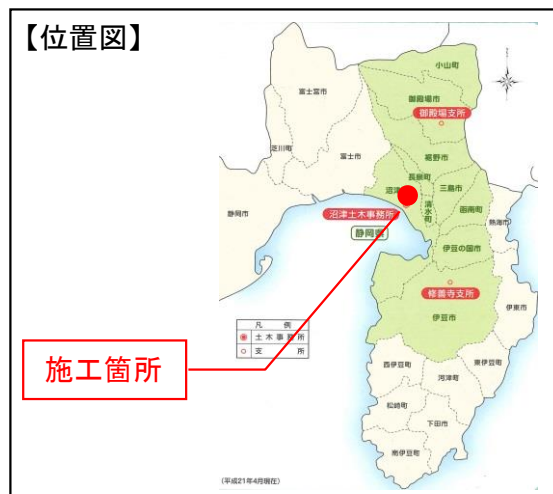 【位置図】
小山町
富士宮市
御殿場市
御殿場支所
芝川町
富士市
裾野市
長泉町
沼津
三島市
清水町
函南町
静岡市
沼津土木事務所
熱海市
静岡県
伊豆の国市
修善寺支所
伊東市
伊豆市
凡例
土木事務所
支所
施工箇所
西伊豆町
東伊豆町
河津町
松崎町
下田市
南伊豆町
(平成21年4月現在)